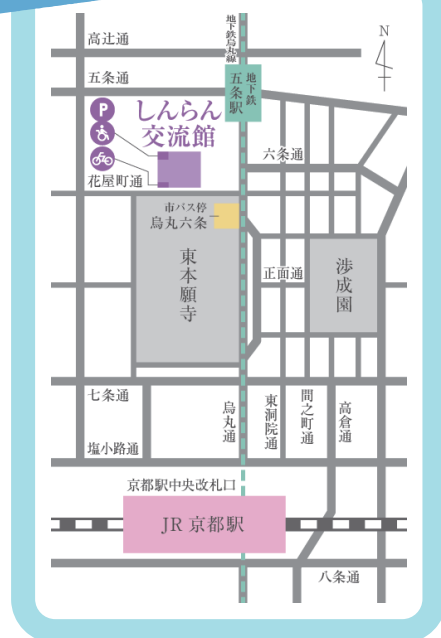 地下鉄烏丸線
N
高辻通
五条通
地下鉄
五条駅
P
しんらん
交流館
六条通
花屋町通
市バス停
烏丸六条
東本願寺
正面通
渉成園
七条通
烏丸通
東洞院通
間之町通
高倉通
塩小路通
京都駅中央改札口
JR 京都駅
八条通